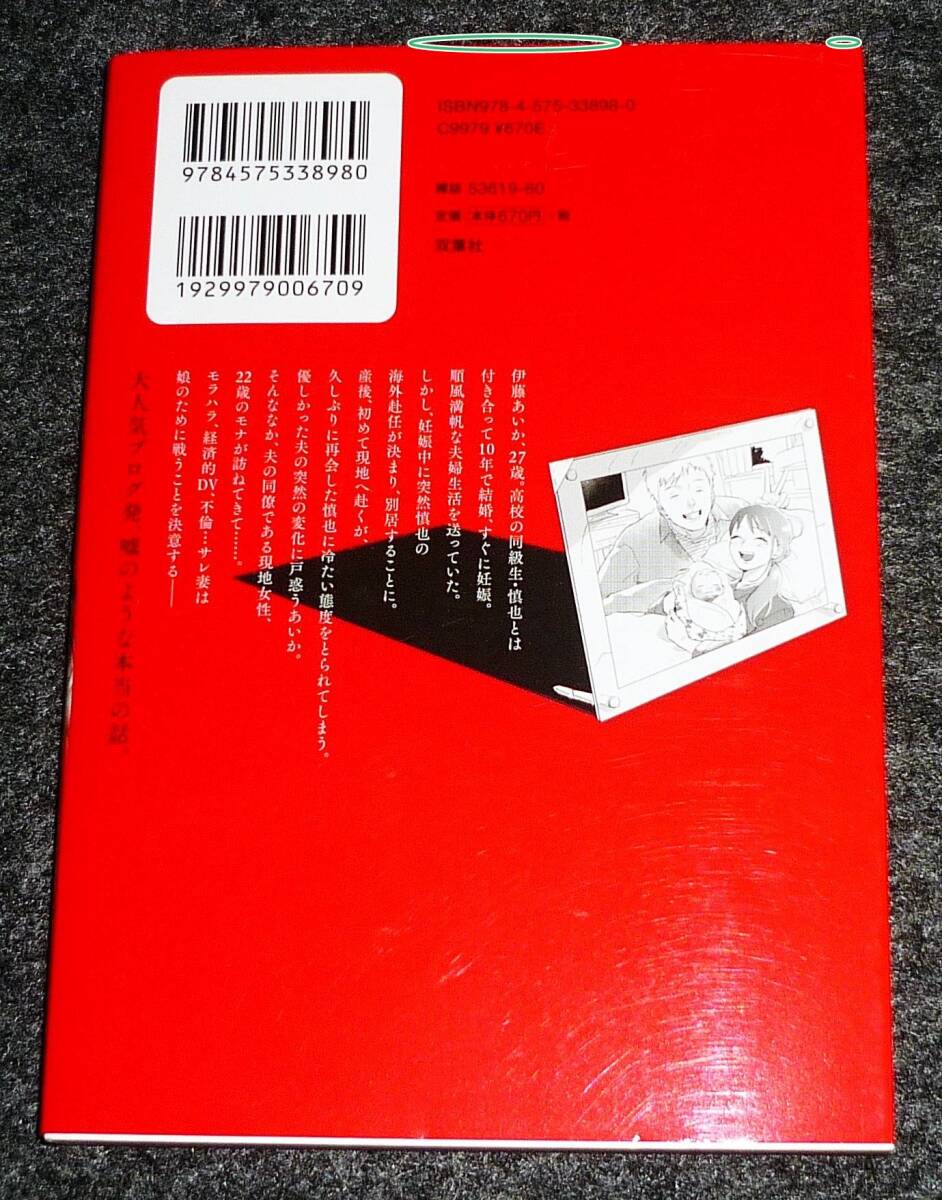 9784575338980
1929979006709
ISBN978-4-575-33898-0
C9979 ¥670E
雑誌 53619-80
定価：本体670円＋税
双葉社
伊藤あいか、27歳。高校の同級生・慎也とは
付き合って10年で結婚、すぐに妊娠。
順風満帆な夫婦生活を送っていた。
しかし、妊娠中に突然慎也の
海外赴任が決まり、別居することに。
産後、初めて現地へ赴くが、
久しぶりに再会した慎也に冷たい態度をとられてしまう。
優しかった夫の突然の変化に戸惑うあいか。
そんななか、夫の同僚である現地女性、
22歳のモナが訪ねてきて……。
モラハラ、経済的DV、不倫…サレ妻は
娘のために戦うことを決意する――
大人気ブログ発、嘘のような本当の話。